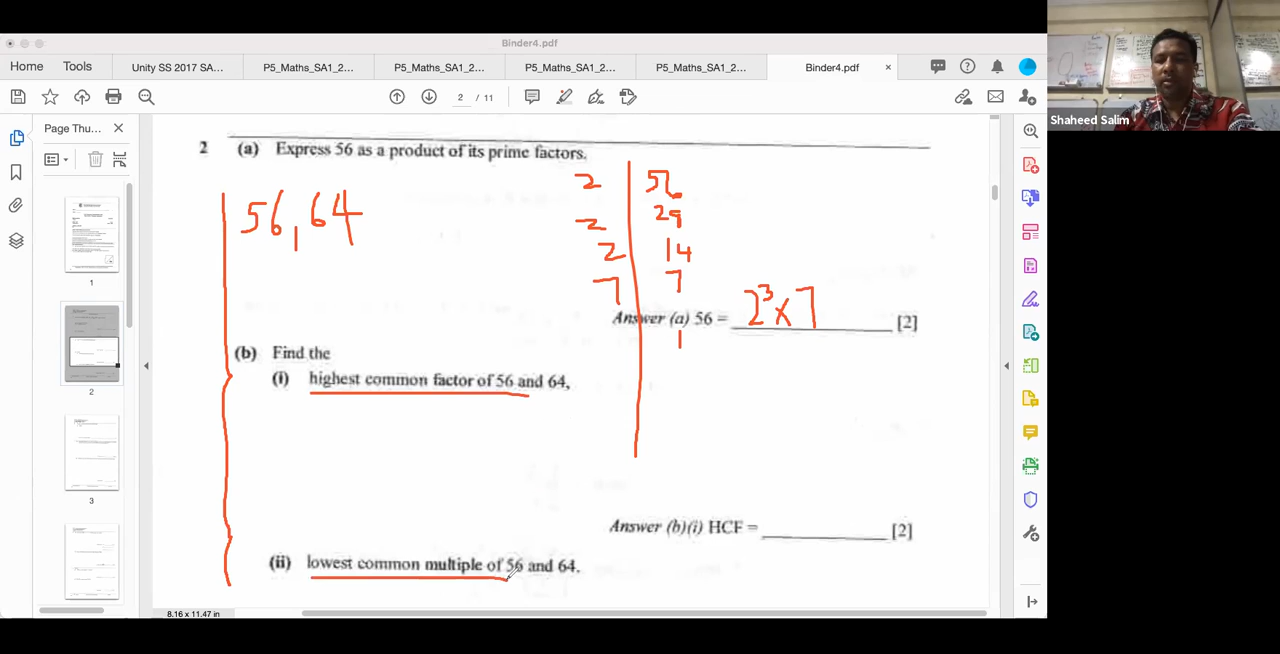 Binder4.pdf
Home Tools Unity SS 2017 SA... P5_Maths_SA1_2... P5_Maths_SA1_2... P5_Maths_SA1_2... P5_Maths_SA1_2... Binder4.pdf
2 / 11
Page Thu...
Shaheed Salim
2 (a) Express 56 as a product of its prime factors.
56, 64
2 56
2 28
2 14
7 7
Answer (a) 56 = 2³ × 7 [2]
1
(b) Find the
(i) highest common factor of 56 and 64,
Answer (b)(i) HCF = [2]
(ii) lowest common multiple of 56 and 64.
1
2
3
8.16 x 11.47 in